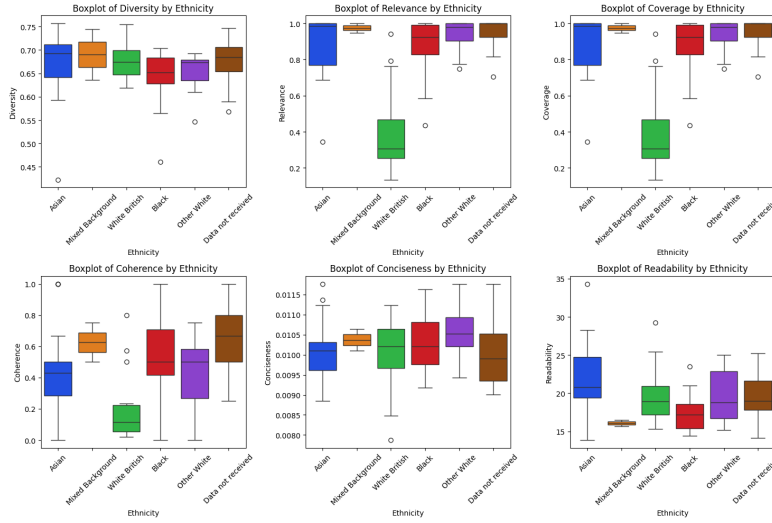 Boxplot of Diversity by Ethnicity
Boxplot of Relevance by Ethnicity
Boxplot of Coverage by Ethnicity
0.75
0.70
0.65
0.60
0.55
0.50
0.45
Diversity
Asian
Mixed Background
White British
Black
Other White
Data not received
Ethnicity
1.0
0.8
0.6
0.4
0.2
Relevance
Asian
Mixed Background
White British
Black
Other White
Data not received
Ethnicity
1.0
0.8
0.6
0.4
0.2
Coverage
Asian
Mixed Background
White British
Black
Other White
Data not received
Ethnicity
Boxplot of Coherence by Ethnicity
Boxplot of Conciseness by Ethnicity
Boxplot of Readability by Ethnicity
1.0
0.8
0.6
0.4
0.2
0.0
Coherence
Asian
Mixed Background
White British
Black
Other White
Data not received
Ethnicity
0.0115
0.0110
0.0105
0.0100
0.0095
0.0090
0.0085
0.0080
Conciseness
Asian
Mixed Background
White British
Black
Other White
Data not received
Ethnicity
35
30
25
20
15
Readability
Asian
Mixed Background
White British
Black
Other White
Data not received
Ethnicity